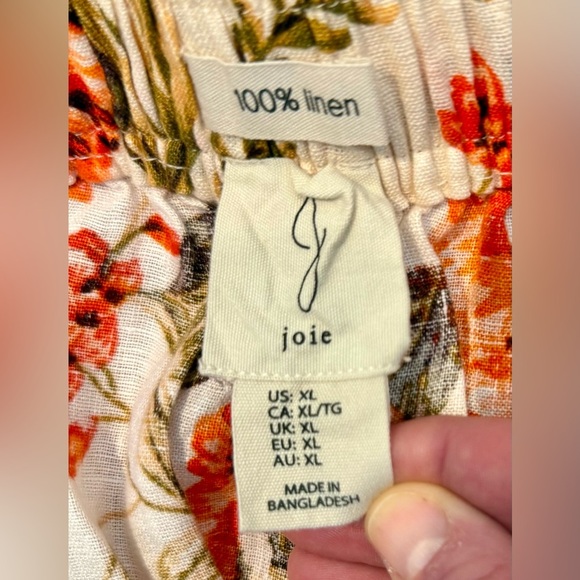 100% linen
J
joie
US: XL
CA: XL/TG
UK: XL
EU: XL
AU: XL
MADE IN
BANGLADESH